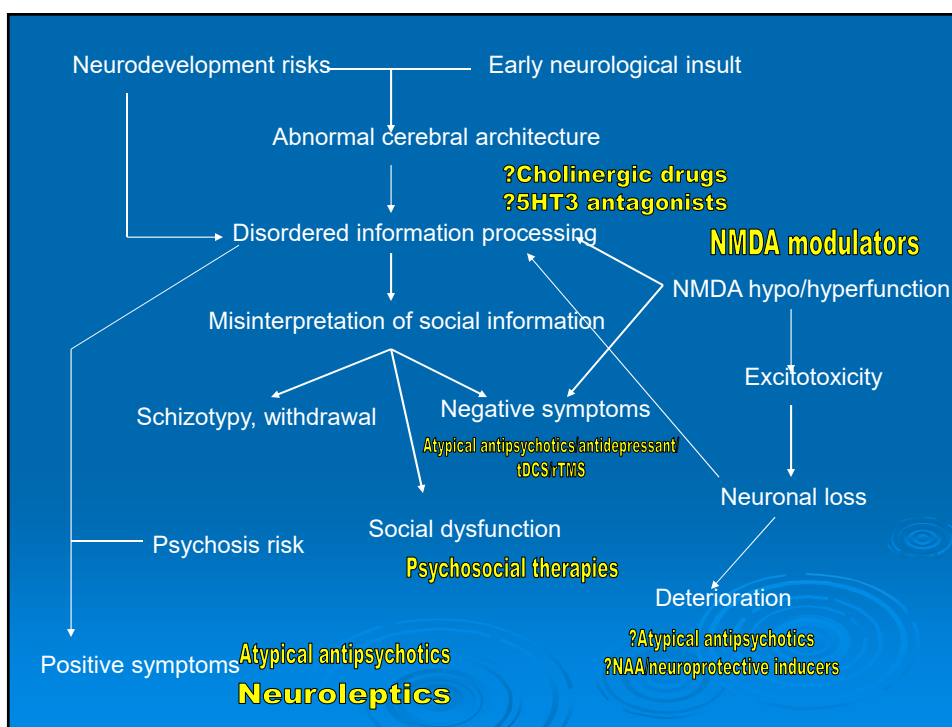 Neurodevelopment risks
Early neurological insult
Abnormal cerebral architecture
?Cholinergic drugs
?5HT3 antagonists
Disordered information processing
NMDA modulators
NMDA hypo/hyperfunction
Misinterpretation of social information
Excitotoxicity
Schizotypy, withdrawal
Negative symptoms
Atypical antipsychotics/antidepressant/
tDCS/rTMS
Neuronal loss
Social dysfunction
Psychosis risk
Psychosocial therapies
Deterioration
?Atypical antipsychotics
?NAA/neuroprotective inducers
Positive symptoms
Atypical antipsychotics
Neuroleptics